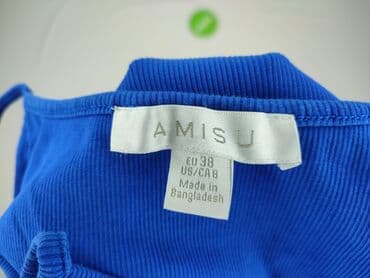 AMISU
EU 38
US/CA 8
Made in
Bangladesh